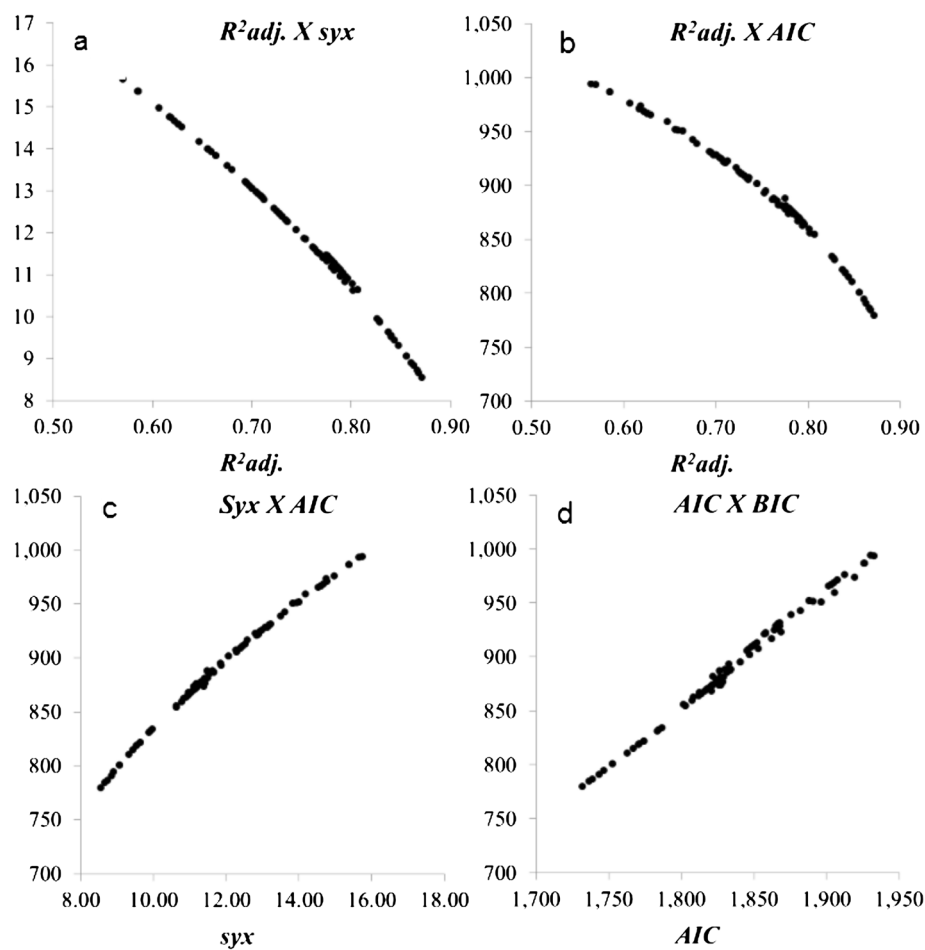 a
R²adj. X syx
17
16
15
14
13
12
11
10
9
8
0.50 0.60 0.70 0.80 0.90
R²adj.
b
R²adj. X AIC
1,050
1,000
950
900
850
800
750
700
0.50 0.60 0.70 0.80 0.90
R²adj.
c
Syx X AIC
1,050
1,000
950
900
850
800
750
700
8.00 10.00 12.00 14.00 16.00 18.00
syx
d
AIC X BIC
1,050
1,000
950
900
850
800
750
700
1,700 1,750 1,800 1,850 1,900 1,950
AIC